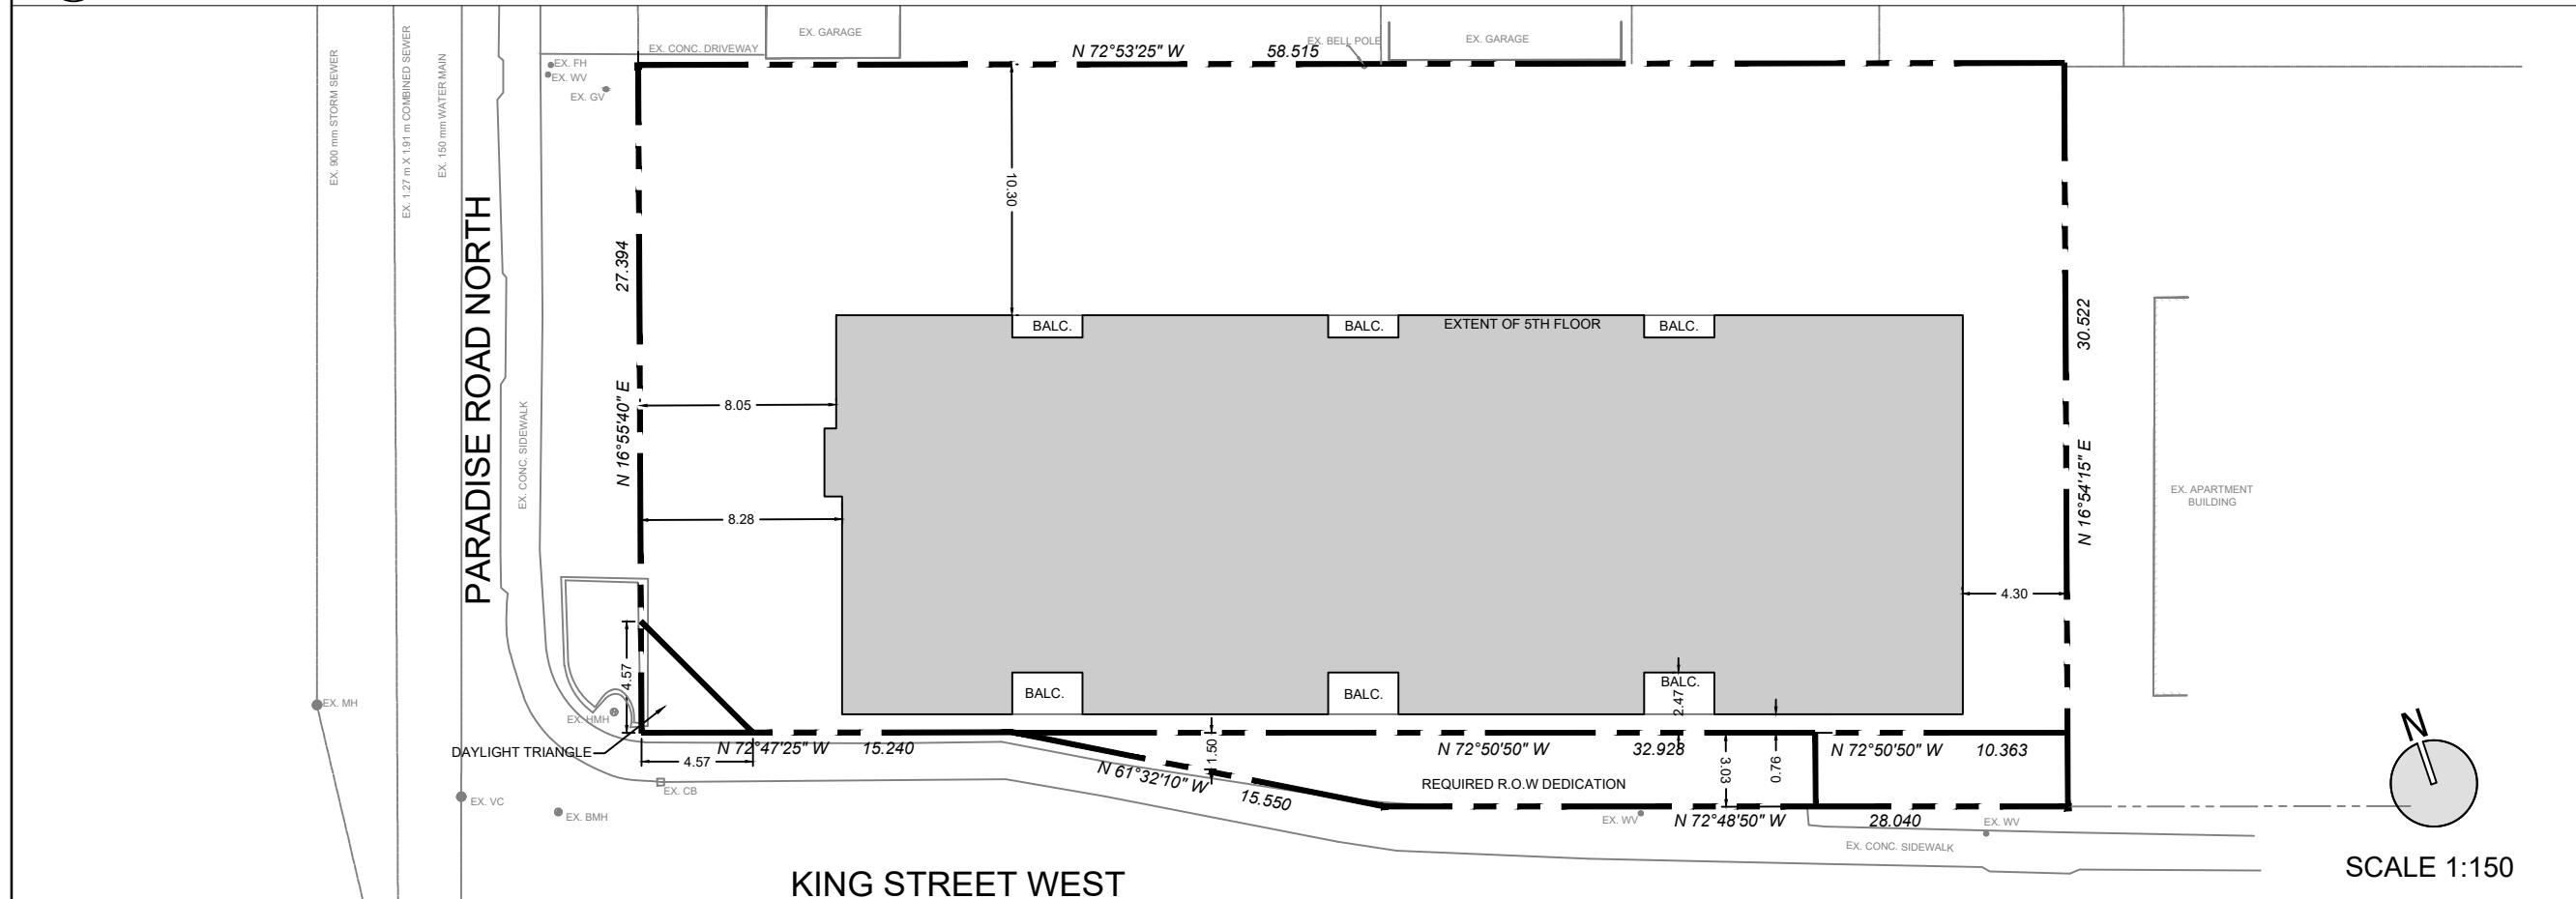 EX. GARAGE
EX. GARAGE
EX. BELL POLE
EX. CONC. DRIVEWAY
N 72°53'25" W
58.515
EX. FH
EX. WV
EX. GV
EX. 900 mm STORM SEWER
EX. 1.27 m X 1.91 m COMBINED SEWER
EX. 150 mm WATER MAIN
PARADISE ROAD NORTH
EX. CONC. SIDEWALK
27.394
N 16°55'40" E
10.30
BALC.
BALC.
EXTENT OF 5TH FLOOR
BALC.
30.522
N 16°54'15" E
8.05
8.28
EX. APARTMENT
BUILDING
4.30
4.57
BALC.
BALC.
BALC.
2.47
EX. MH
EX. HMH
DAYLIGHT TRIANGLE
N 72°47'25" W
15.240
4.57
1.50
N 72°50'50" W
32.928
N 72°50'50" W
10.363
3.03
0.76
N 61°32'10" W
15.550
REQUIRED R.O.W DEDICATION
EX. CB
EX. VC
EX. BMH
EX. WV
N 72°48'50" W
28.040
EX. WV
EX. CONC. SIDEWALK
KING STREET WEST
N
SCALE 1:150